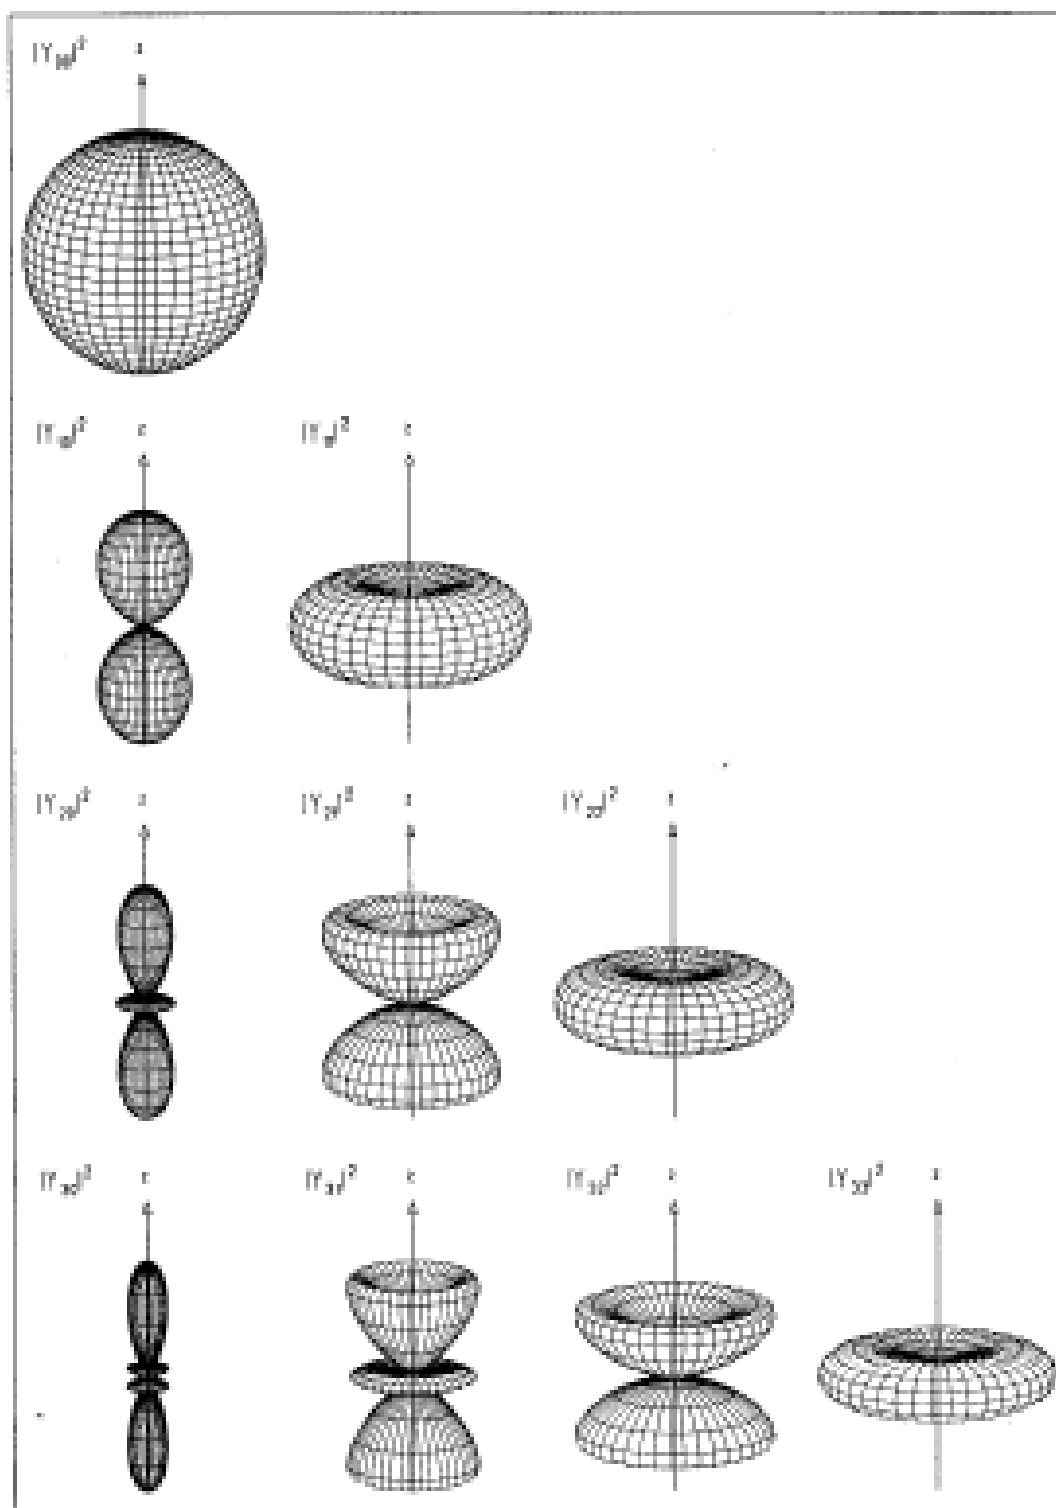 |Y₀₀|² z
|Y₁₀|² z |Y₁₁|² z
|Y₂₀|² z |Y₂₁|² z |Y₂₂|² z
|Y₃₀|² z |Y₃₁|² z |Y₃₂|² z |Y₃₃|² z